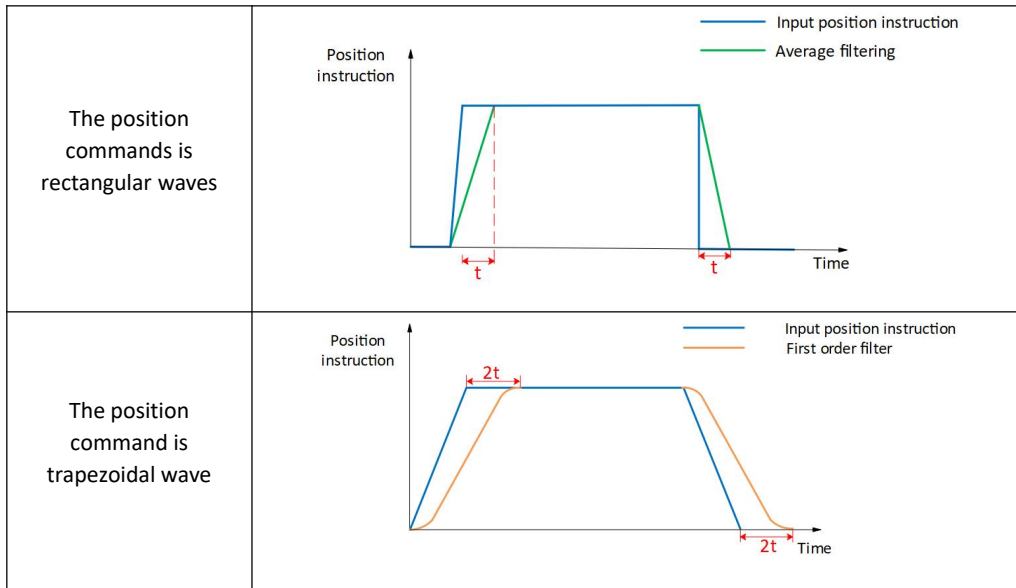 The position
commands is
rectangular waves
Input position instruction
Average filtering
Position
instruction
t
t
Time
The position
command is
trapezoidal wave
Input position instruction
First order filter
Position
instruction
2t
2t
Time